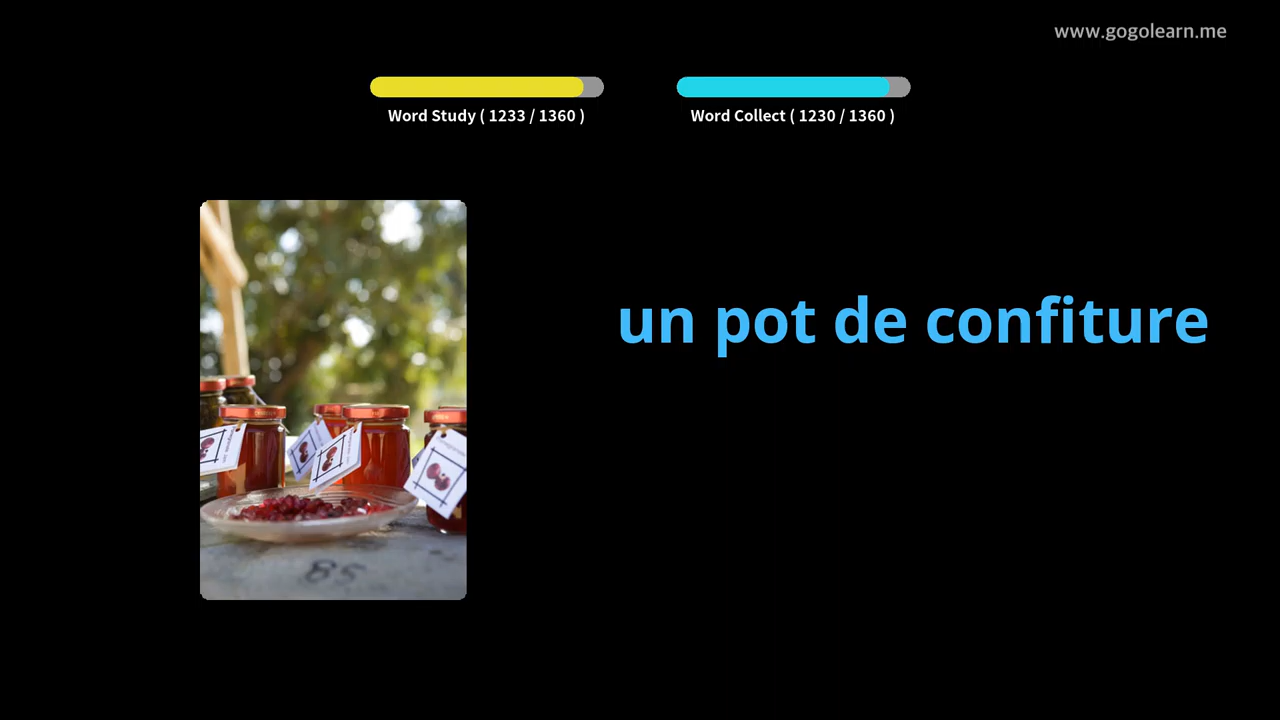 www.gogolearn.me
Word Study ( 1233 / 1360 )
Word Collect ( 1230 / 1360 )
un pot de confiture
85